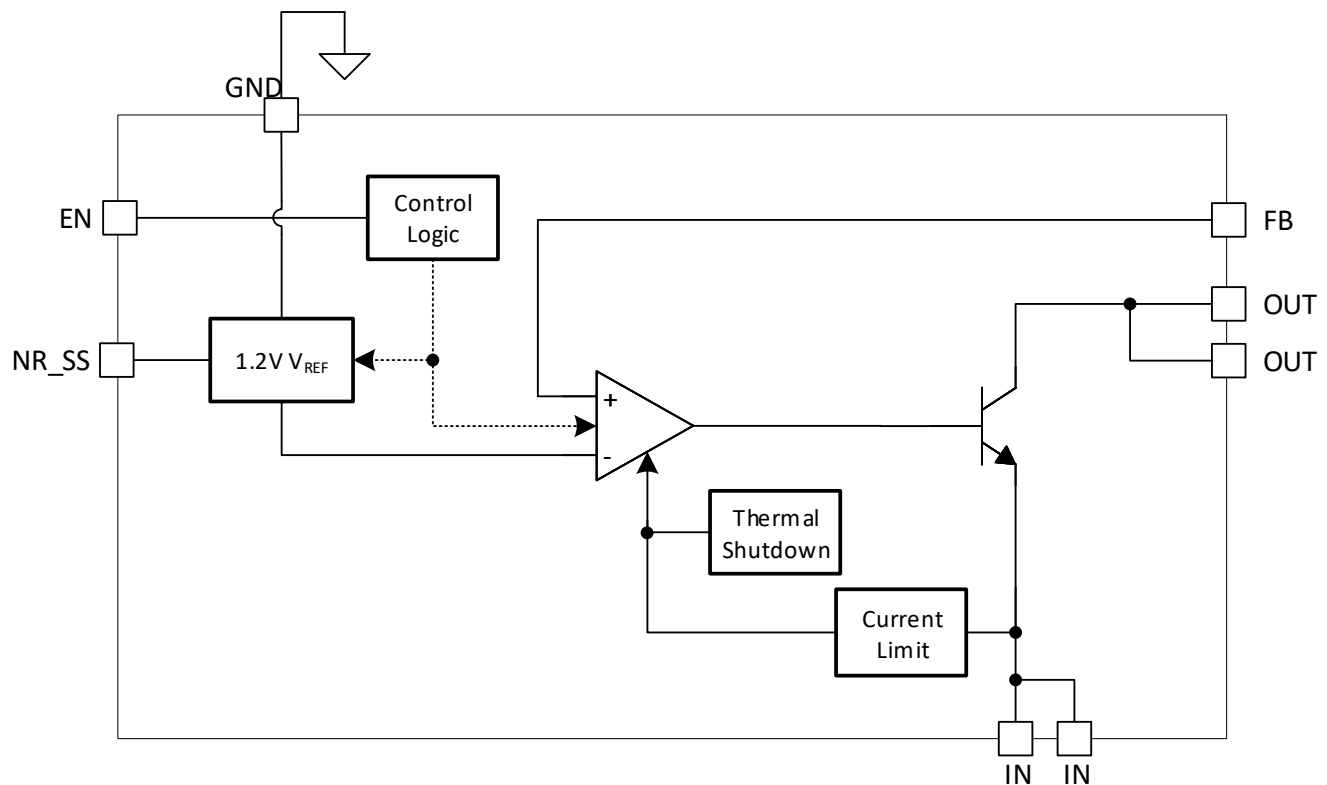 GND
EN
Control
Logic
FB
OUT
NR_SS
1.2V VREF
OUT
+
-
Thermal
Shutdown
Current
Limit
IN
IN